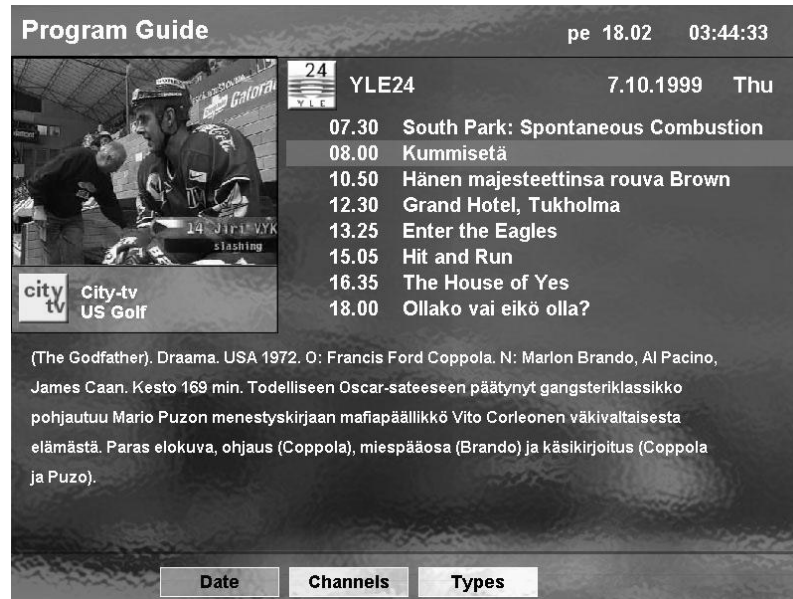 Program Guide
pe 18.02 03:44:33
24
YLE
YLE24 7.10.1999 Thu
07.30 South Park: Spontaneous Combustion
08.00 Kummisetä
10.50 Hänen majesteettinsa rouva Brown
12.30 Grand Hotel, Tukholma
13.25 Enter the Eagles
15.05 Hit and Run
16.35 The House of Yes
18.00 Ollako vai eikö olla?
Gatorade
14 Jiri VYK
slashing
city
tv
City-tv
US Golf
(The Godfather). Draama. USA 1972. O: Francis Ford Coppola. N: Marlon Brando, Al Pacino,
James Caan. Kesto 169 min. Todelliseen Oscar-sateeseen päätynyt gangsteriklassikko
pohjautuu Mario Puzon menestyskirjaan mafiapäällikkö Vito Corleonen väkivaltaisesta
elämästä. Paras elokuva, ohjaus (Coppola), miespääosa (Brando) ja käsikirjoitus (Coppola
ja Puzo).
Date Channels Types